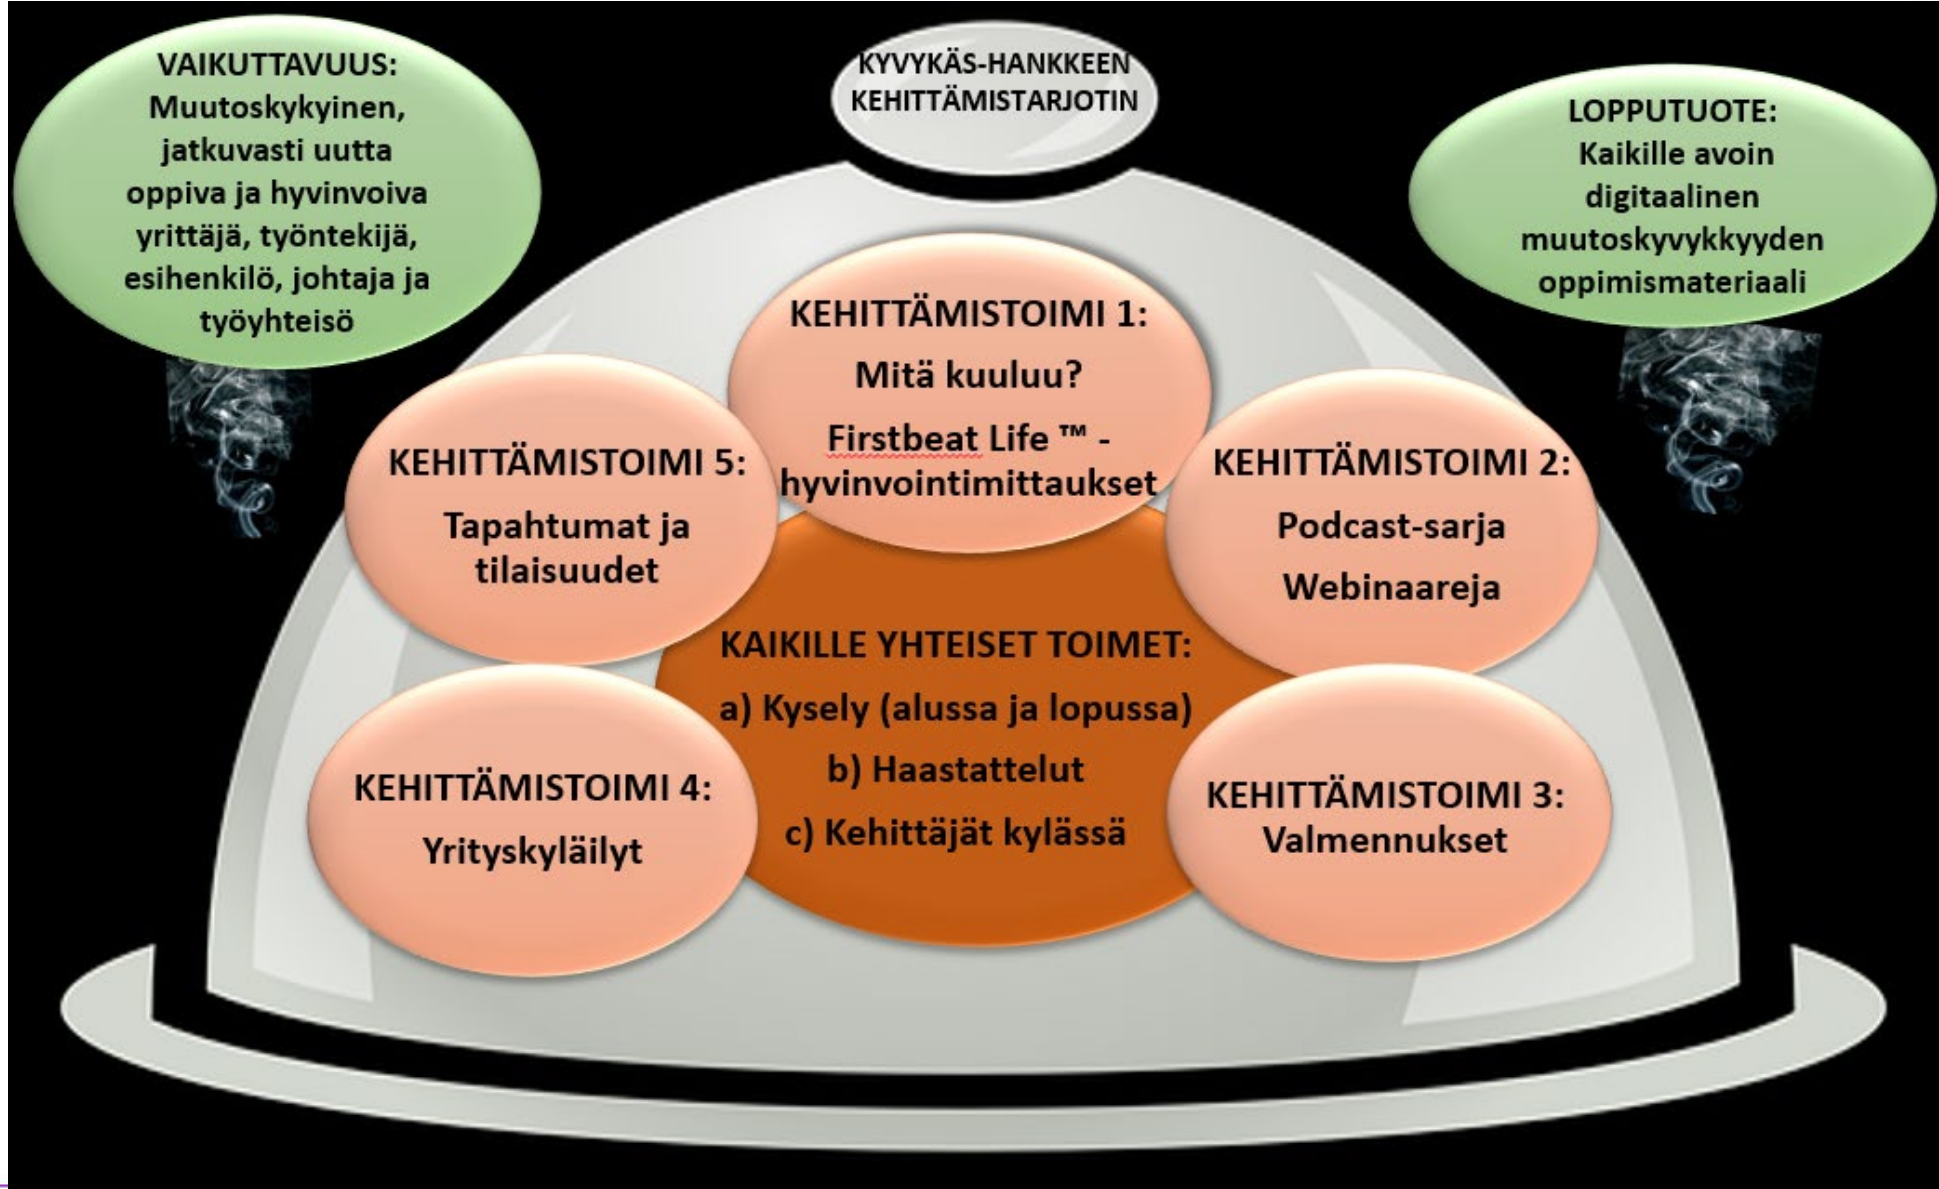 KYVYKÄS-HANKKEEN
KEHITTÄMISTARJOTIN
VAIKUTTAVUUS:
Muutoskykyinen,
jatkuvasti uutta
oppiva ja hyvinvoiva
yrittäjä, työntekijä,
esihenkilö, johtaja ja
työyhteisö
LOPPUTUOTE:
Kaikille avoin
digitaalinen
muutoskyvykkyyden
oppimismateriaali
KEHITTÄMISTOIMI 1:
Mitä kuuluu?
Firstbeat Life ™ -
hyvinvointimittaukset
KEHITTÄMISTOIMI 2:
Podcast-sarja
Webinaareja
KEHITTÄMISTOIMI 3:
Valmennukset
KEHITTÄMISTOIMI 4:
Yrityskyläilyt
KEHITTÄMISTOIMI 5:
Tapahtumat ja
tilaisuudet
KAIKILLE YHTEISET TOIMET:
a) Kysely (alussa ja lopussa)
b) Haastattelut
c) Kehittäjät kylässä